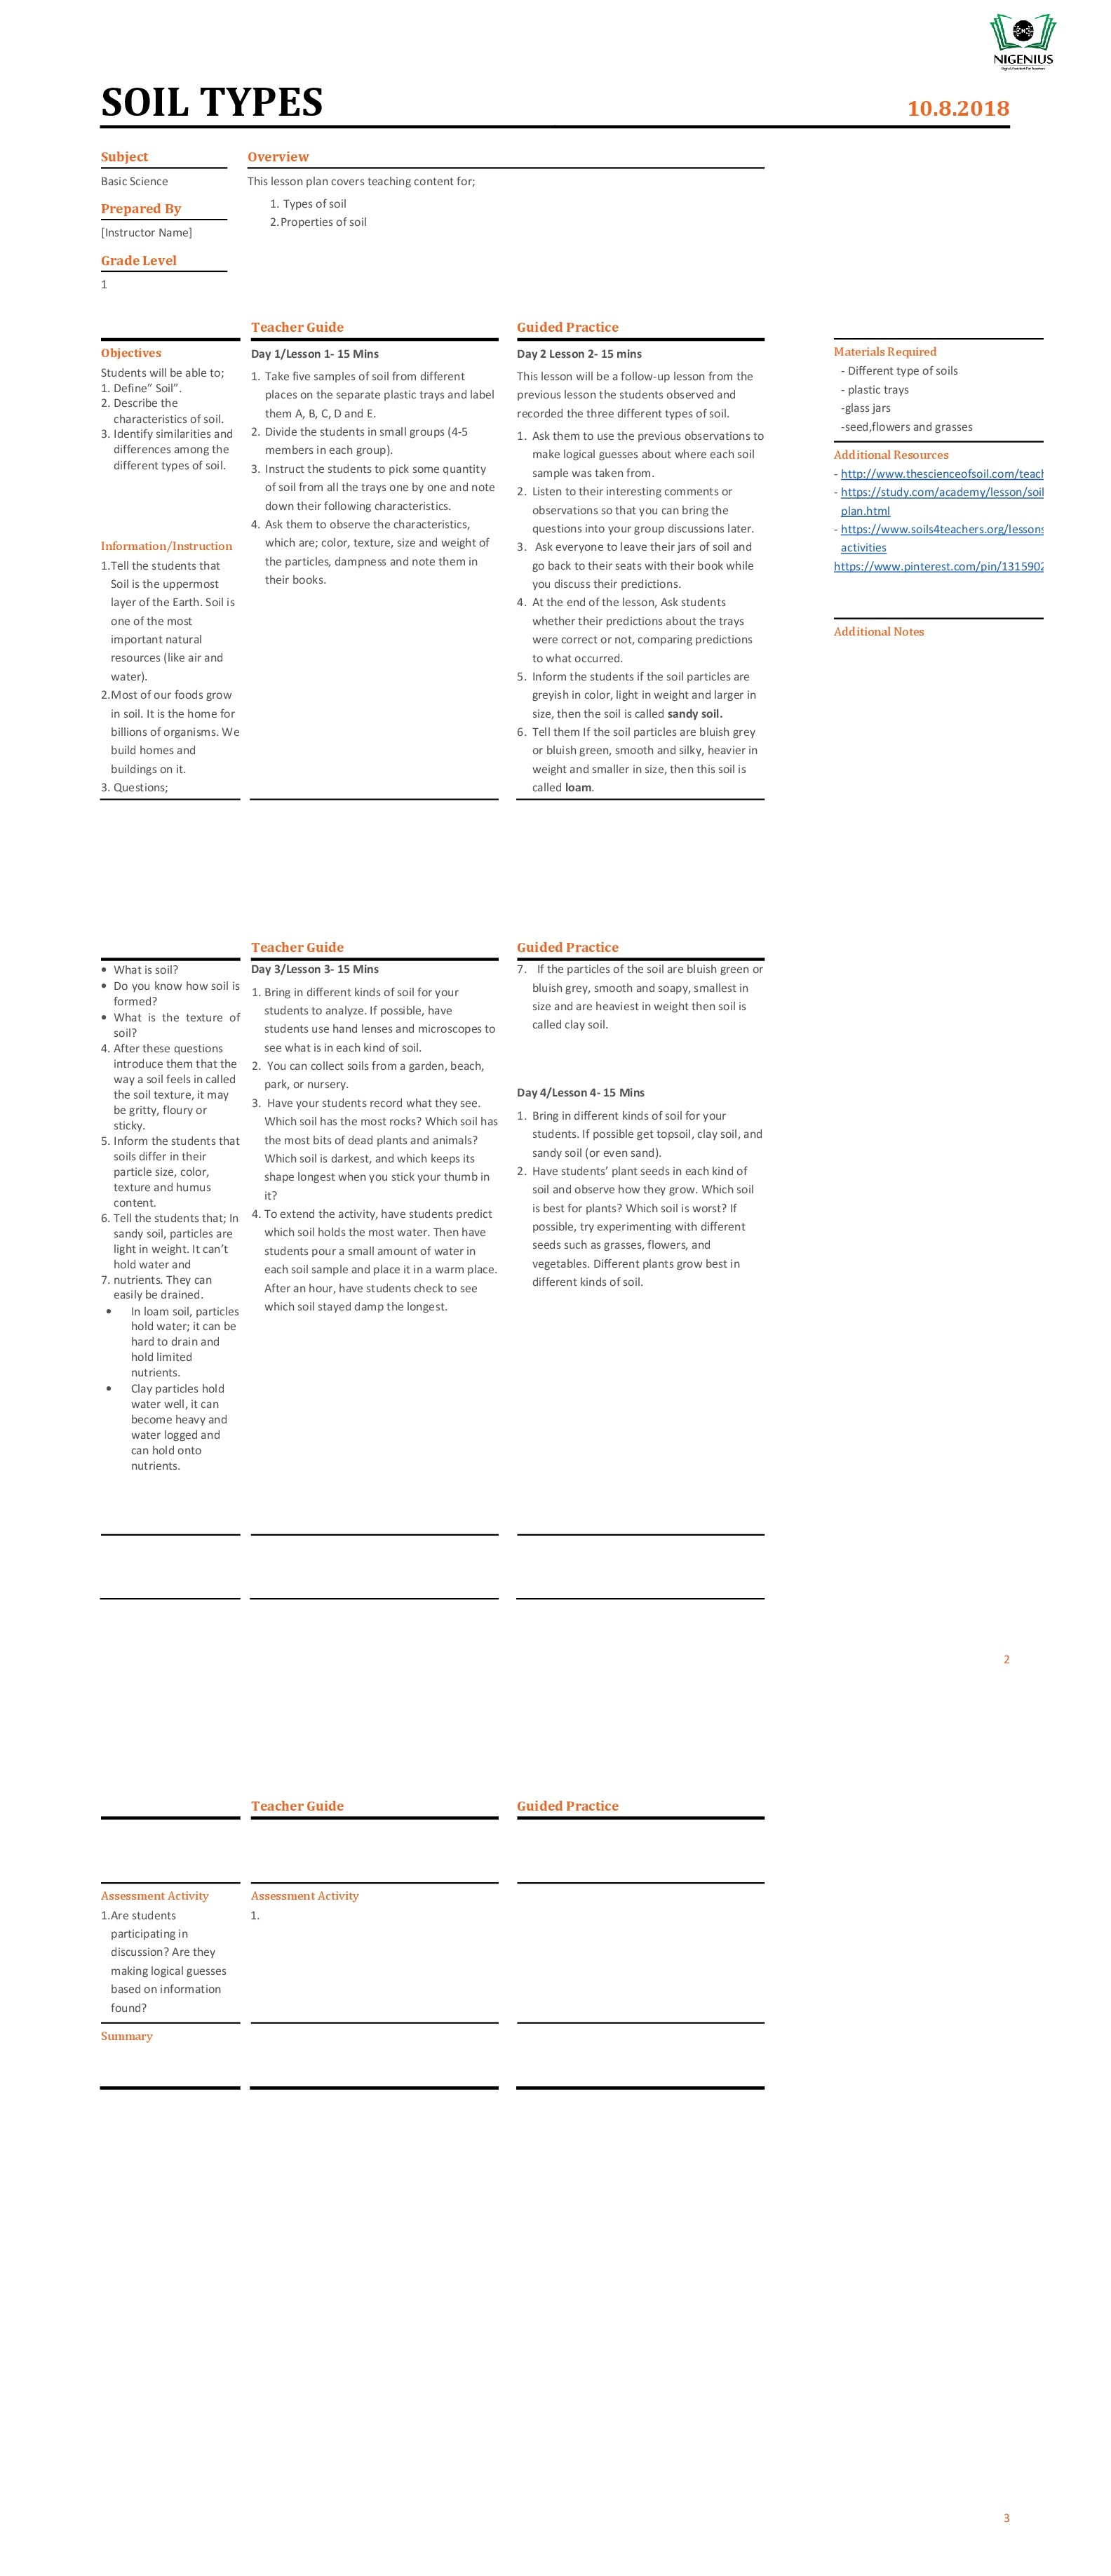 NIGENIUS
SOIL TYPES
10.8.2018
Subject
Basic Science
Prepared By
[Instructor Name]
Grade Level
1
Overview
This lesson plan covers teaching content for;
1. Types of soil
2.Properties of soil
Objectives
Students will be able to;
1. Define” Soil”.
2. Describe the
characteristics of soil.
3. Identify similarities and
differences among the
different types of soil.
Information/Instruction
1.Tell the students that
Soil is the uppermost
layer of the Earth. Soil is
one of the most
important natural
resources (like air and
water).
2.Most of our foods grow
in soil. It is the home for
billions of organisms. We
build homes and
buildings on it.
3. Questions;
Teacher Guide
Day 1/Lesson 1- 15 Mins
1. Take five samples of soil from different
places on the separate plastic trays and label
them A, B, C, D and E.
2. Divide the students in small groups (4-5
members in each group).
3. Instruct the students to pick some quantity
of soil from all the trays one by one and note
down their following characteristics.
4. Ask them to observe the characteristics,
which are; color, texture, size and weight of
the particles, dampness and note them in
their books.
Guided Practice
Day 2 Lesson 2- 15 mins
This lesson will be a follow-up lesson from the
previous lesson the students observed and
recorded the three different types of soil.
1. Ask them to use the previous observations to
make logical guesses about where each soil
sample was taken from.
2. Listen to their interesting comments or
observations so that you can bring the
questions into your group discussions later.
3. Ask everyone to leave their jars of soil and
go back to their seats with their book while
you discuss their predictions.
4. At the end of the lesson, Ask students
whether their predictions about the trays
were correct or not, comparing predictions
to what occurred.
5. Inform the students if the soil particles are
greyish in color, light in weight and larger in
size, then the soil is called sandy soil.
6. Tell them If the soil particles are bluish grey
or bluish green, smooth and silky, heavier in
weight and smaller in size, then this soil is
called loam.
Materials Required
- Different type of soils
- plastic trays
-glass jars
-seed,flowers and grasses
Additional Resources
- http://www.thescienceofsoil.com/teach
- https://study.com/academy/lesson/soil
plan.html
- https://www.soils4teachers.org/lessons
activities
https://www.pinterest.com/pin/1315902
Additional Notes
• What is soil?
• Do you know how soil is
formed?
• What is the texture of
soil?
4. After these questions
introduce them that the
way a soil feels in called
the soil texture, it may
be gritty, floury or
sticky.
5. Inform the students that
soils differ in their
particle size, color,
texture and humus
content.
6. Tell the students that; In
sandy soil, particles are
light in weight. It can’t
hold water and
7. nutrients. They can
easily be drained.
• In loam soil, particles
hold water; it can be
hard to drain and
hold limited
nutrients.
• Clay particles hold
water well, it can
become heavy and
water logged and
can hold onto
nutrients.
Teacher Guide
Day 3/Lesson 3- 15 Mins
1. Bring in different kinds of soil for your
students to analyze. If possible, have
students use hand lenses and microscopes to
see what is in each kind of soil.
2. You can collect soils from a garden, beach,
park, or nursery.
3. Have your students record what they see.
Which soil has the most rocks? Which soil has
the most bits of dead plants and animals?
Which soil is darkest, and which keeps its
shape longest when you stick your thumb in
it?
4. To extend the activity, have students predict
which soil holds the most water. Then have
students pour a small amount of water in
each soil sample and place it in a warm place.
After an hour, have students check to see
which soil stayed damp the longest.
Guided Practice
7. If the particles of the soil are bluish green or
bluish grey, smooth and soapy, smallest in
size and are heaviest in weight then soil is
called clay soil.
Day 4/Lesson 4- 15 Mins
1. Bring in different kinds of soil for your
students. If possible get topsoil, clay soil, and
sandy soil (or even sand).
2. Have students’ plant seeds in each kind of
soil and observe how they grow. Which soil
is best for plants? Which soil is worst? If
possible, try experimenting with different
seeds such as grasses, flowers, and
vegetables. Different plants grow best in
different kinds of soil.
2
Teacher Guide
Guided Practice
Assessment Activity
1.Are students
participating in
discussion? Are they
making logical guesses
based on information
found?
Assessment Activity
1.
Summary
3